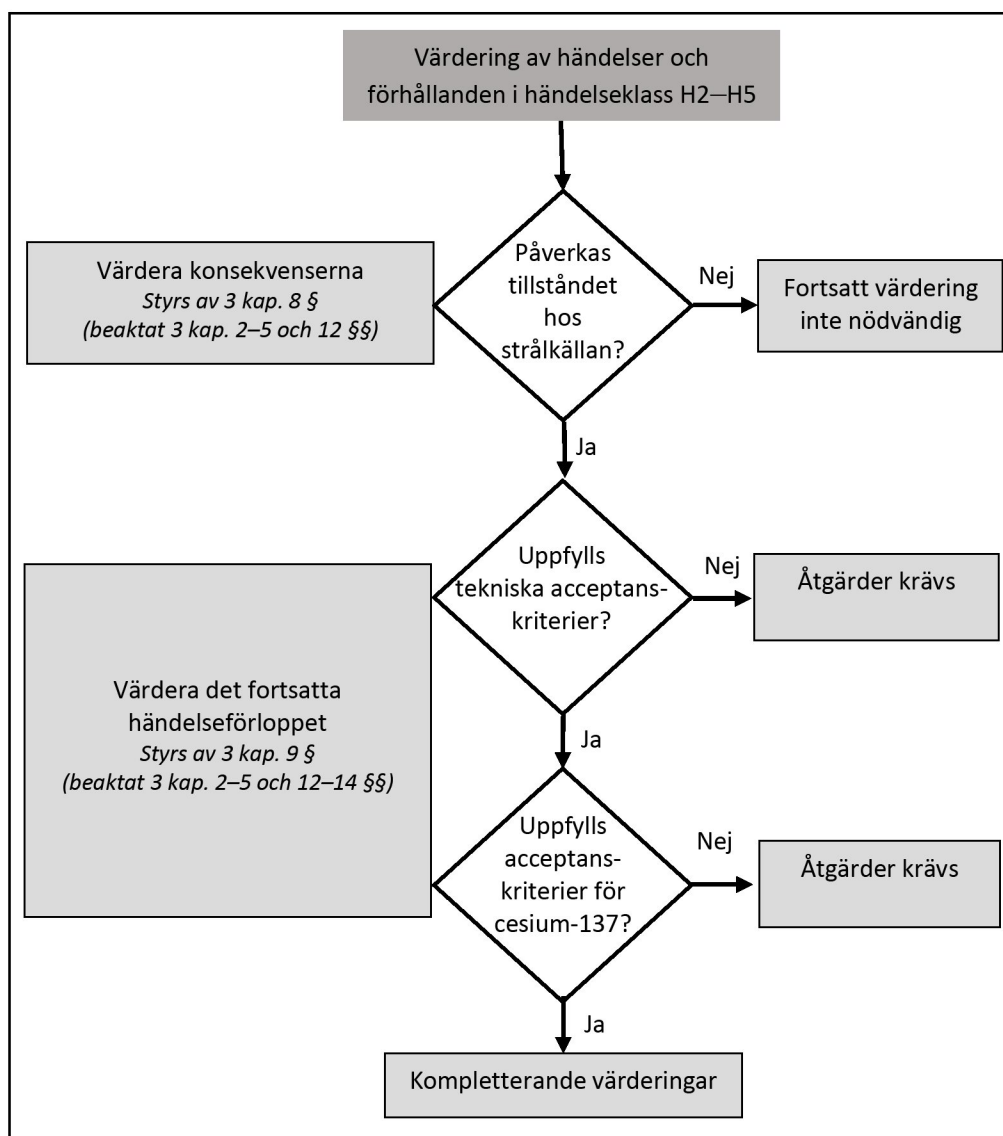 Värdering av händelser och
förhållanden i händelseklass H2–H5
Värdera konsekvenserna
Styrs av 3 kap. 8 §
(beaktat 3 kap. 2–5 och 12 §§)
Påverkas
tillståndet
hos
strålkällan?
Nej
Fortsatt värdering
inte nödvändig
Ja
Värdera det fortsatta
händelseförloppet
Styrs av 3 kap. 9 §
(beaktat 3 kap. 2–5 och 12–14 §§)
Uppfylls
tekniska acceptans-
kriterier?
Nej
Åtgärder krävs
Ja
Uppfylls
acceptans-
kriterier för
cesium-137?
Nej
Åtgärder krävs
Ja
Kompletterande värderingar